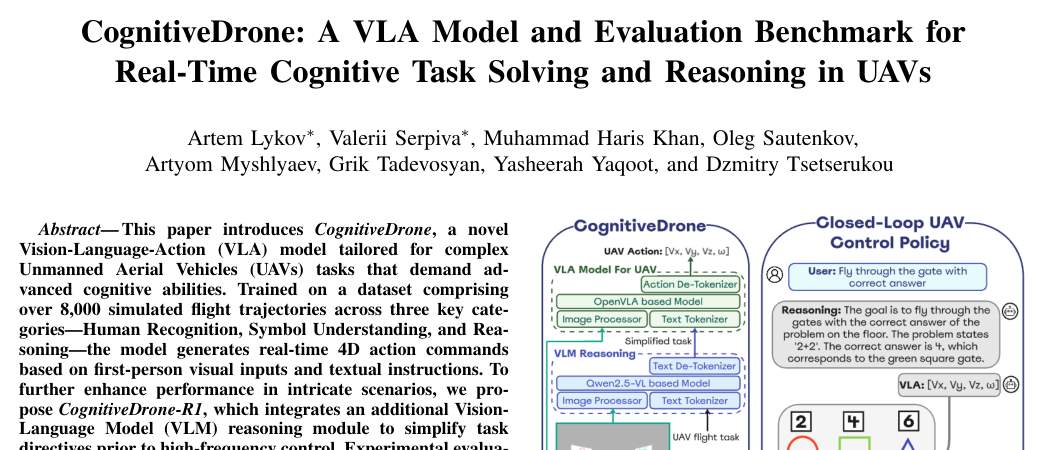 CognitiveDrone: A VLA Model and Evaluation Benchmark for
Real-Time Cognitive Task Solving and Reasoning in UAVs
Artem Lykov*, Valerii Serpiva*, Muhammad Haris Khan, Oleg Sautenkov,
Artyom Myshlyaev, Grik Tadevosyan, Yasheerah Yaqoot, and Dzmitry Tsetserukou
Abstract—This paper introduces CognitiveDrone, a novel
Vision-Language-Action (VLA) model tailored for complex
Unmanned Aerial Vehicles (UAVs) tasks that demand ad-
vanced cognitive abilities. Trained on a dataset comprising
over 8,000 simulated flight trajectories across three key cate-
gories—Human Recognition, Symbol Understanding, and Rea-
soning—the model generates real-time 4D action commands
based on first-person visual inputs and textual instructions. To
further enhance performance in intricate scenarios, we pro-
pose CognitiveDrone-R1, which integrates an additional Vision-
Language Model (VLM) reasoning module to simplify task
directives prior to high-frequency control. Experimental evalua-
CognitiveDrone
UAV Action: [Vx, Vy, Vz, ω]
VLA Model For UAV
Action De-Tokenizer
OpenVLA based Model
Image Processor
Text Tokenizer
Simplified task
VLM Reasoning
Text De-Tokenizer
Qwen2.5-VL based Model
Image Processor
Text Tokenizer
UAV flight task
Closed-Loop UAV
Control Policy
User: Fly through the gate with
correct answer
Reasoning: The goal is to fly through the
gates with the correct answer of the
problem on the floor. The problem states
'2+2'. The correct answer is 4, which
corresponds to the green square gate.
VLA: [Vx, Vy, Vz, ω]
2 4 6